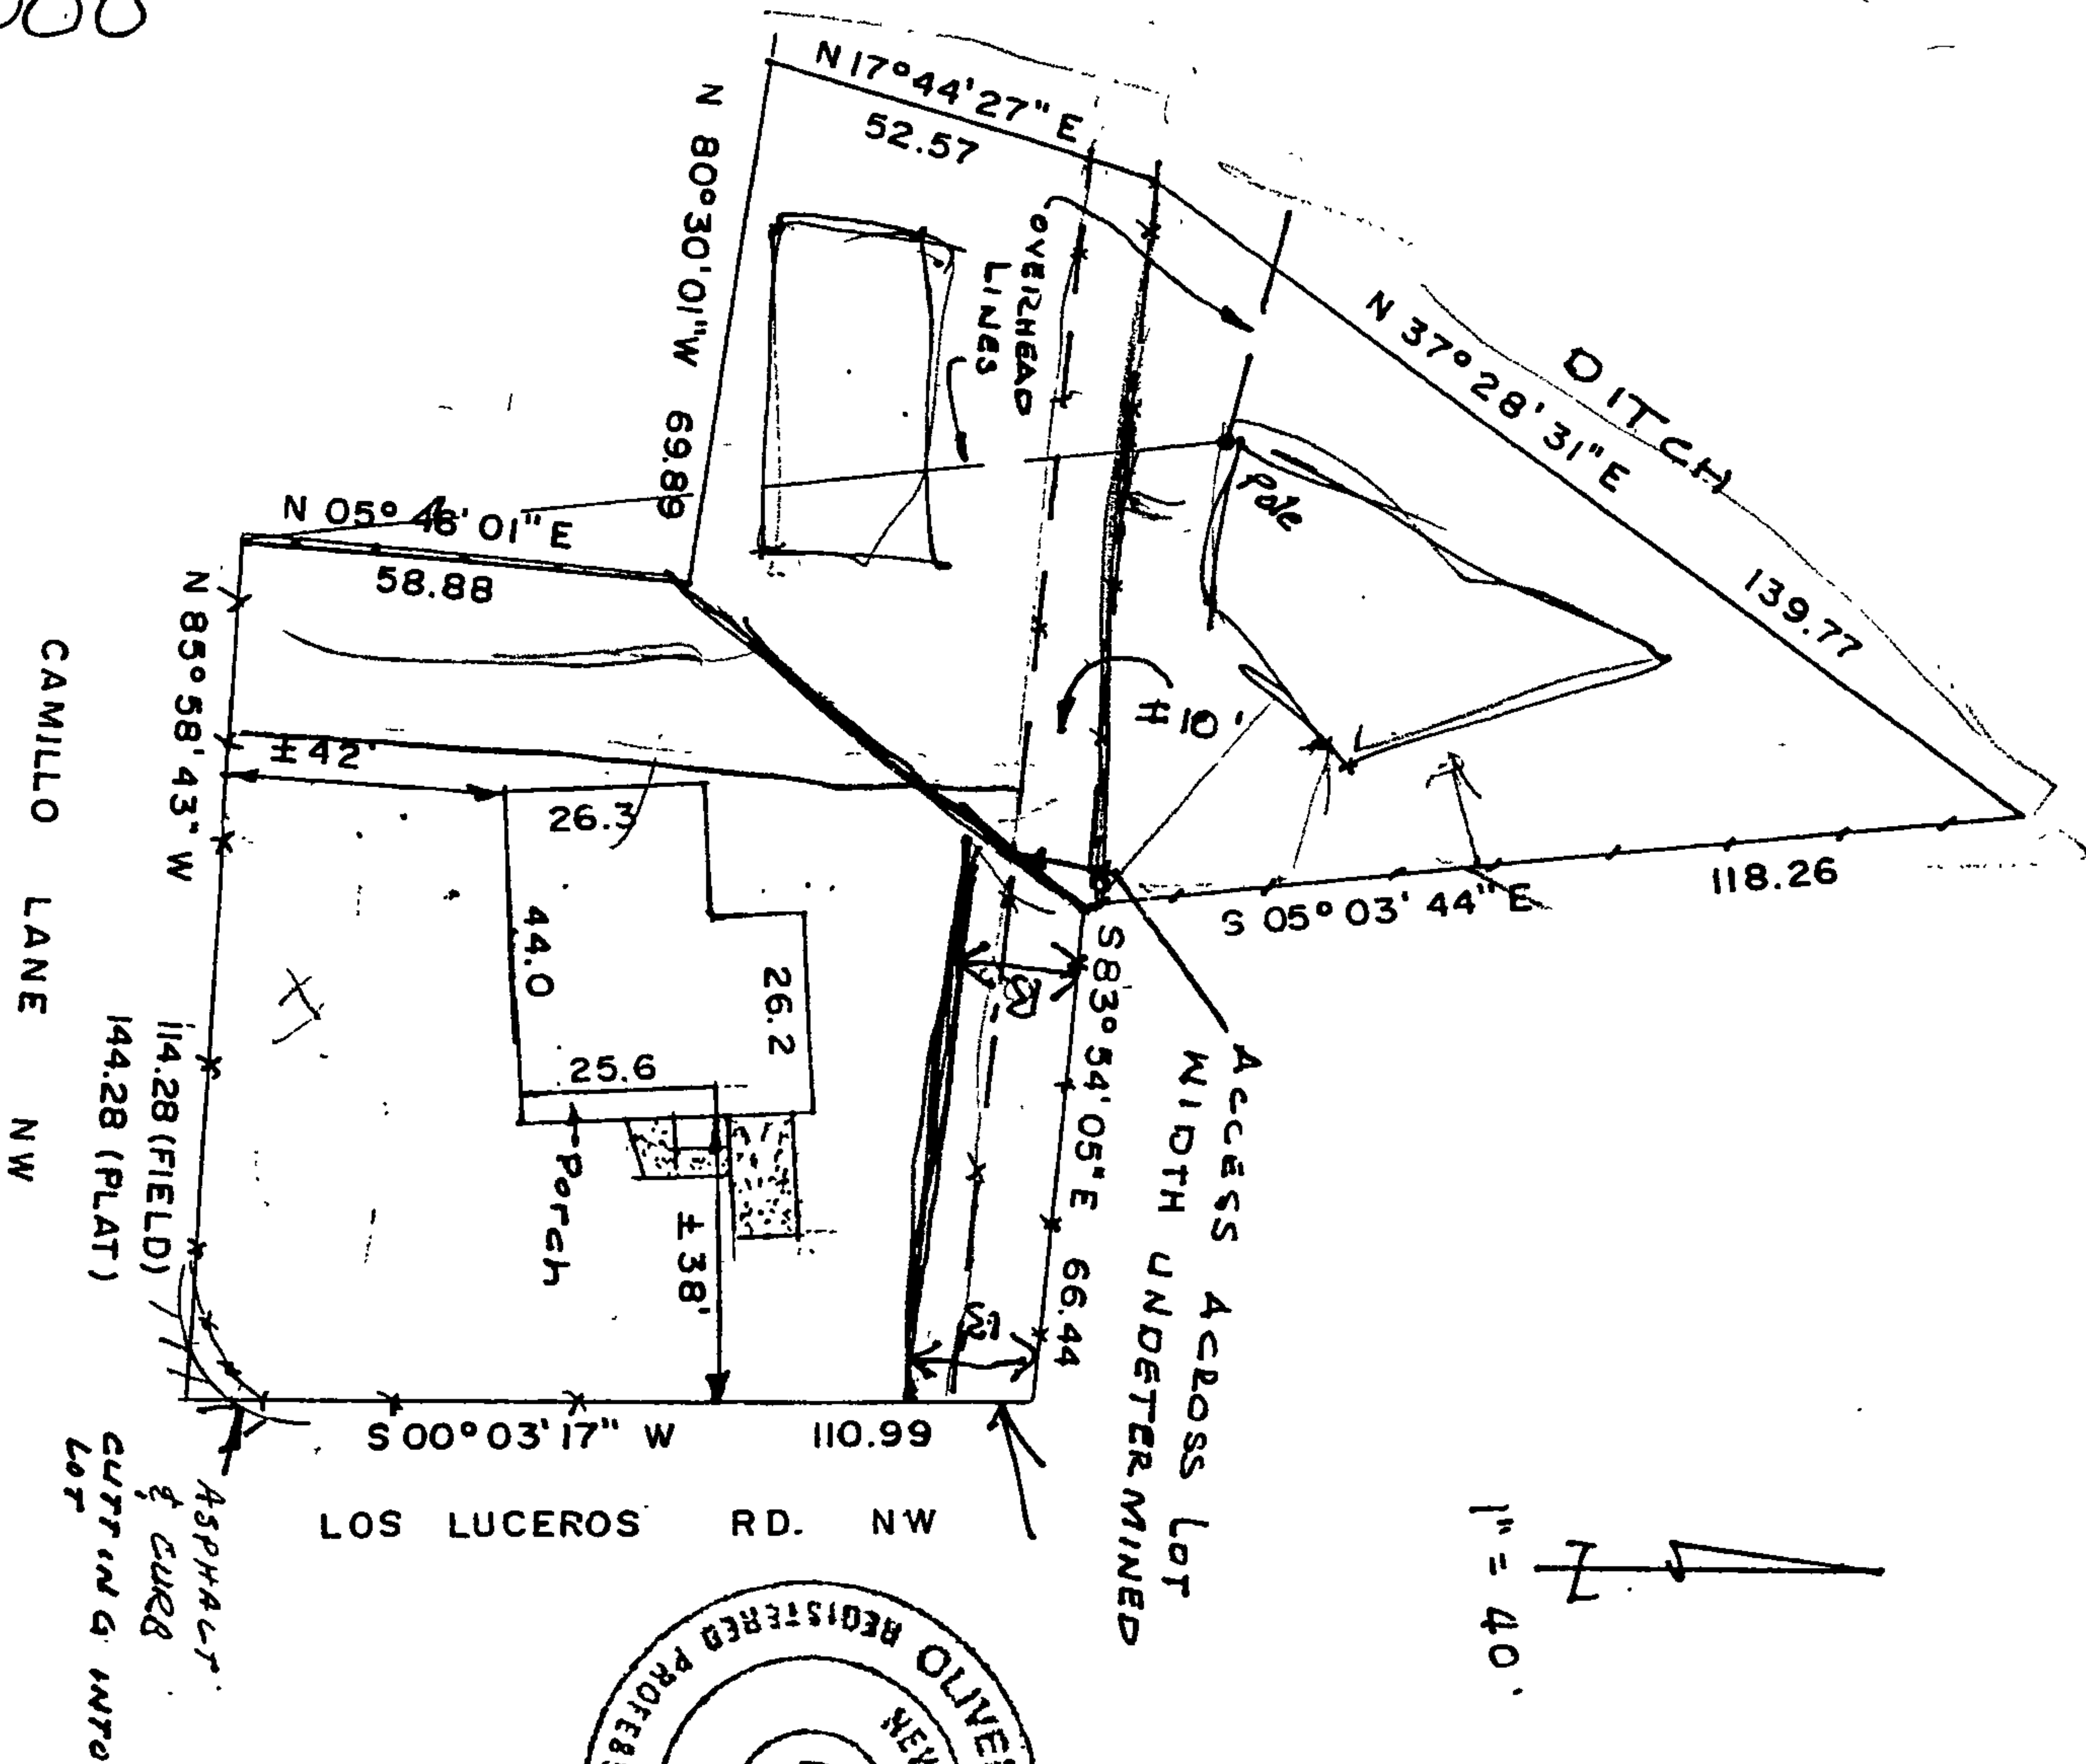 N 17° 44' 27" E
52.57
N 80° 30' 01" W 69.89
OVERHEAD
LINES
DITCH
N 37° 28' 31" E
139.77
Pole
N 05° 46' 01" E
58.88
N 85° 58' 43" W
± 42'
± 10'
26.3
44.0
26.2
25.6
Porch
± 38'
118.26
S 05° 03' 44" E
S 83° 54' 05" E 66.44
ACCESS ACROSS LOT
WIDTH UNDETERMINED
CAMILLO LANE NW
114.28 (FIELD)
144.28 (PLAT)
S 00° 03' 17" W 110.99
LOS LUCEROS RD. NW
ASPHALT
& CURB
CUTTING INTO
LOT
1" = 40'
N
REGISTERED